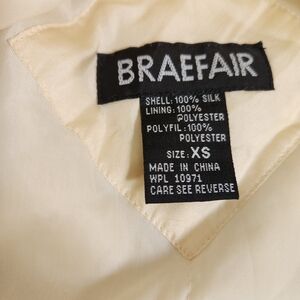 BRAEFAIR
SHELL: 100% SILK
LINING: 100%
POLYESTER
POLYFIL: 100%
POLYESTER
SIZE: XS
MADE IN CHINA
WPL 10971
CARE SEE REVERSE